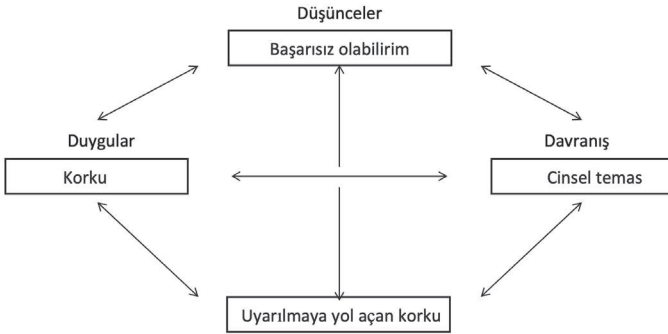 Düşünceler
Başarısız olabilirim
Duygular
Davranış
Korku
Cinsel temas
Uyarılmaya yol açan korku